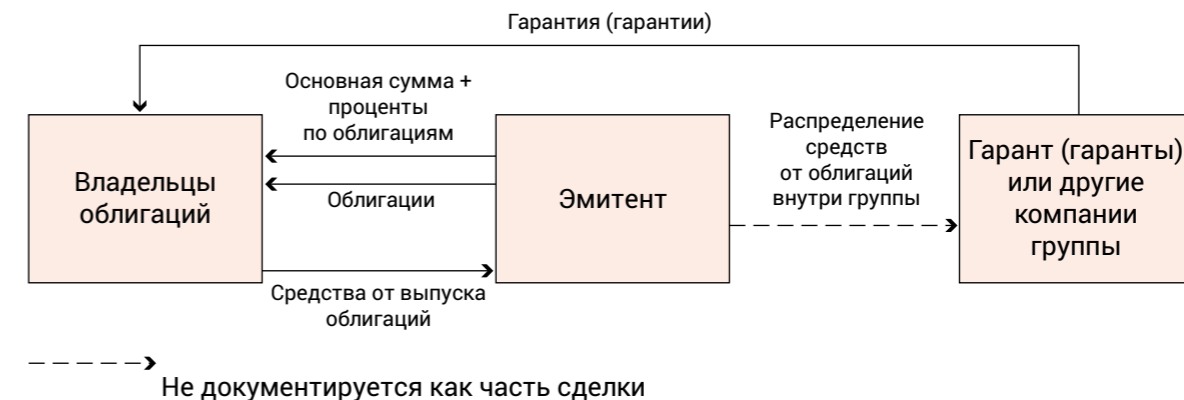 Гарантия (гарантии)
Основная сумма +
проценты
по облигациям
Распределение
средств
от облигаций
внутри группы
Владельцы
облигаций
Облигации
Эмитент
Гарант (гаранты)
или другие
компании
группы
Средства от выпуска
облигаций
Не документируется как часть сделки